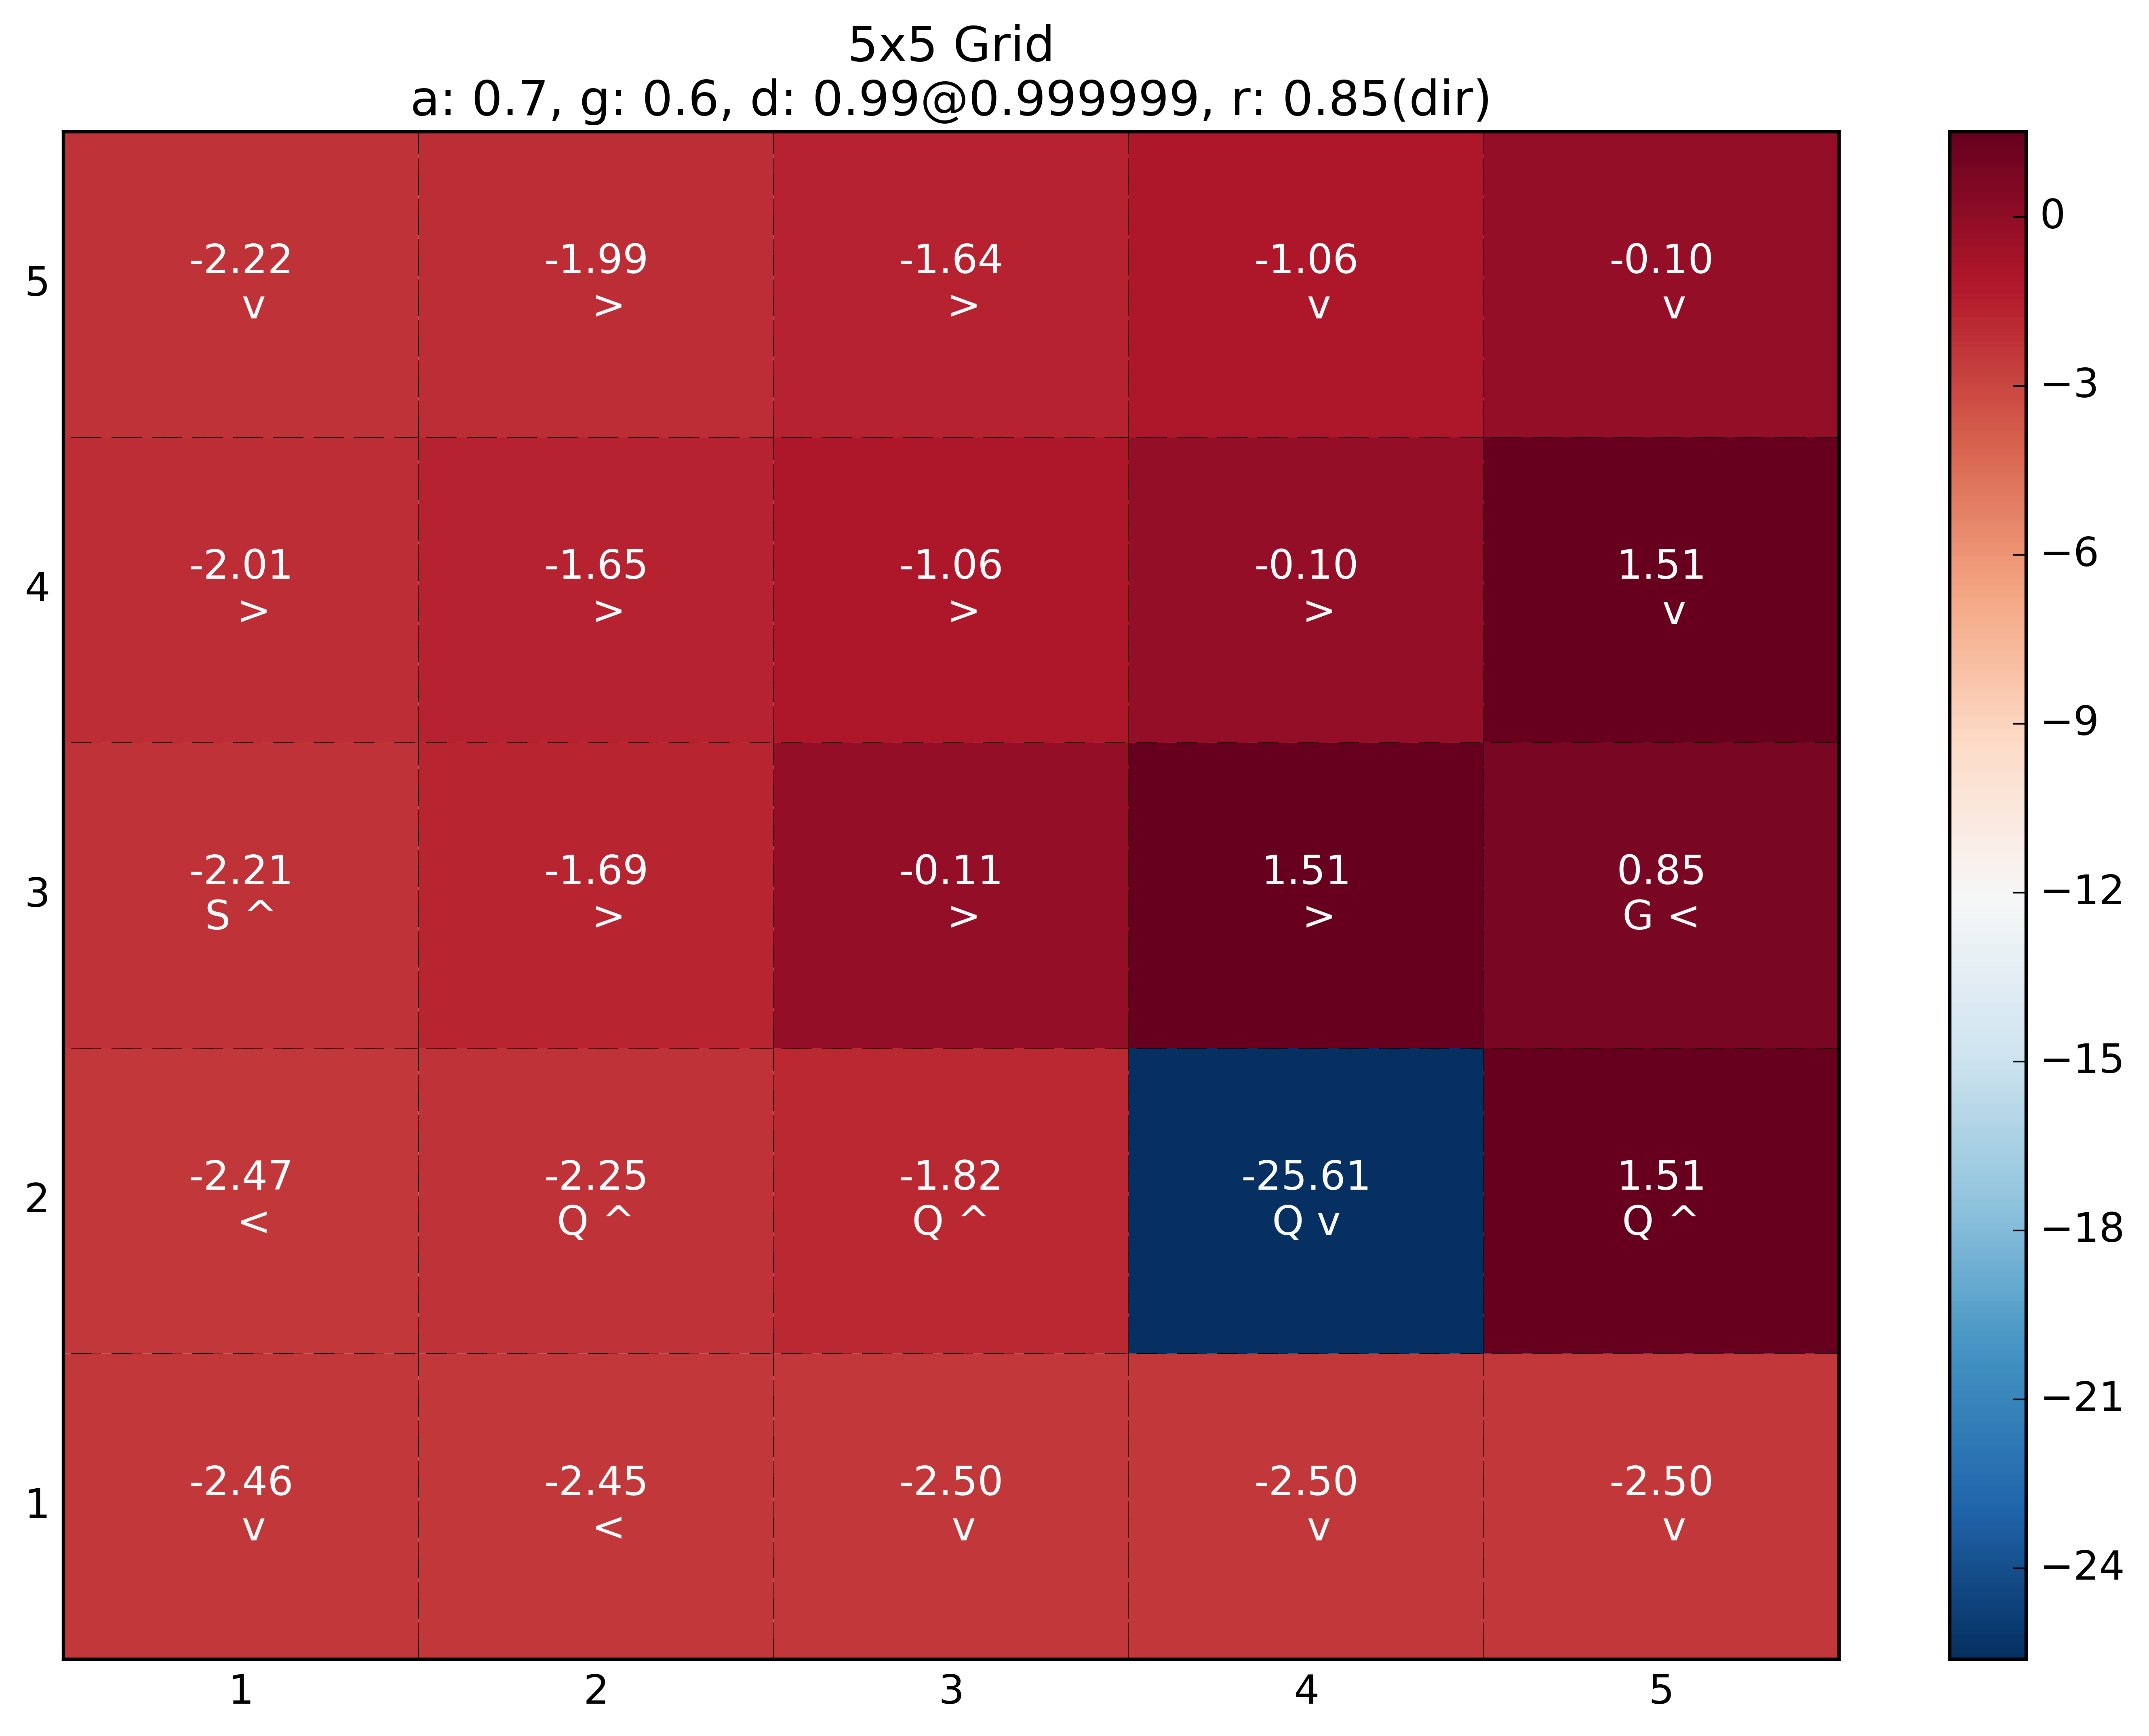 5x5 Grid
a: 0.7, g: 0.6, d: 0.99@0.999999, r: 0.85(dir)
5
-2.22 -1.99 -1.64 -1.06 -0.10
v > > v v
4
-2.01 -1.65 -1.06 -0.10 1.51
> > > > v
3
-2.21 -1.69 -0.11 1.51 0.85
S ^ > > > G <
2
-2.47 -2.25 -1.82 -25.61 1.51
< Q ^ Q ^ Q v Q ^
1
-2.46 -2.45 -2.50 -2.50 -2.50
v < v v v
1 2 3 4 5
0
−3
−6
−9
−12
−15
−18
−21
−24